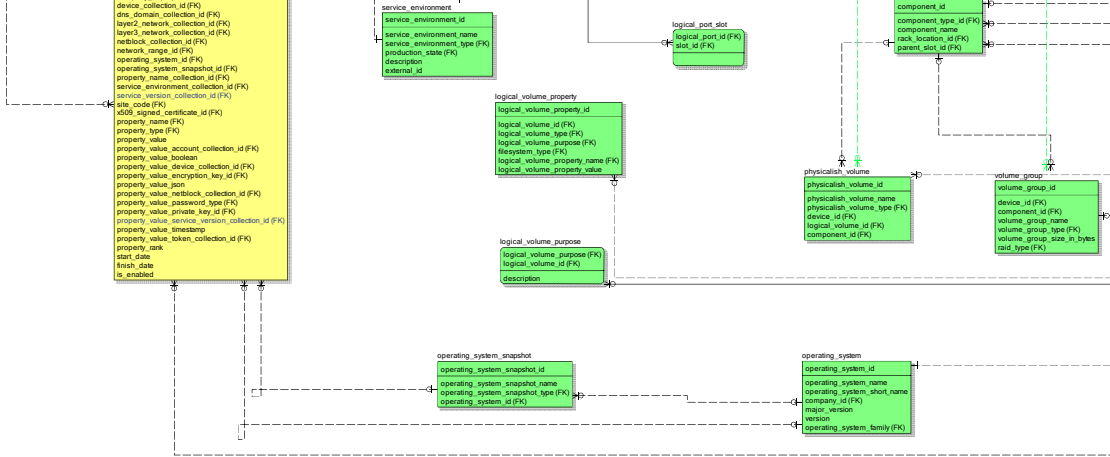 device_collection_id (FK)
dns_domain_collection_id (FK)
layer2_network_collection_id (FK)
layer3_network_collection_id (FK)
netblock_collection_id (FK)
network_range_id (FK)
operating_system_id (FK)
operating_system_snapshot_id (FK)
property_name_collection_id (FK)
service_environment_collection_id (FK)
service_version_collection_id (FK)
site_code (FK)
x509_signed_certificate_id (FK)
property_name (FK)
property_type (FK)
property_value
property_value_account_collection_id (FK)
property_value_boolean
property_value_device_collection_id (FK)
property_value_encryption_key_id (FK)
property_value_json
property_value_netblock_collection_id (FK)
property_value_password_type (FK)
property_value_private_key_id (FK)
property_value_service_version_collection_id (FK)
property_value_timestamp
property_value_token_collection_id (FK)
property_rank
start_date
finish_date
is_enabled
service_environment
service_environment_id
service_environment_name
service_environment_type (FK)
production_state (FK)
description
external_id
logical_port_slot
logical_port_id (FK)
slot_id (FK)
component_id
component_type_id (FK)
component_name
rack_location_id (FK)
parent_slot_id (FK)
logical_volume_property
logical_volume_property_id
logical_volume_id (FK)
logical_volume_type (FK)
logical_volume_purpose (FK)
filesystem_type (FK)
logical_volume_property_name (FK)
logical_volume_property_value
physicalish_volume
physicalish_volume_id
physicalish_volume_name
physicalish_volume_type (FK)
device_id (FK)
logical_volume_id (FK)
component_id (FK)
volume_group
volume_group_id
device_id (FK)
component_id (FK)
volume_group_name
volume_group_type (FK)
volume_group_size_in_bytes
raid_type (FK)
logical_volume_purpose
logical_volume_purpose (FK)
logical_volume_id (FK)
description
operating_system_snapshot
operating_system_snapshot_id
operating_system_snapshot_name
operating_system_snapshot_type (FK)
operating_system_id (FK)
operating_system
operating_system_id
operating_system_name
operating_system_short_name
company_id (FK)
major_version
version
operating_system_family (FK)